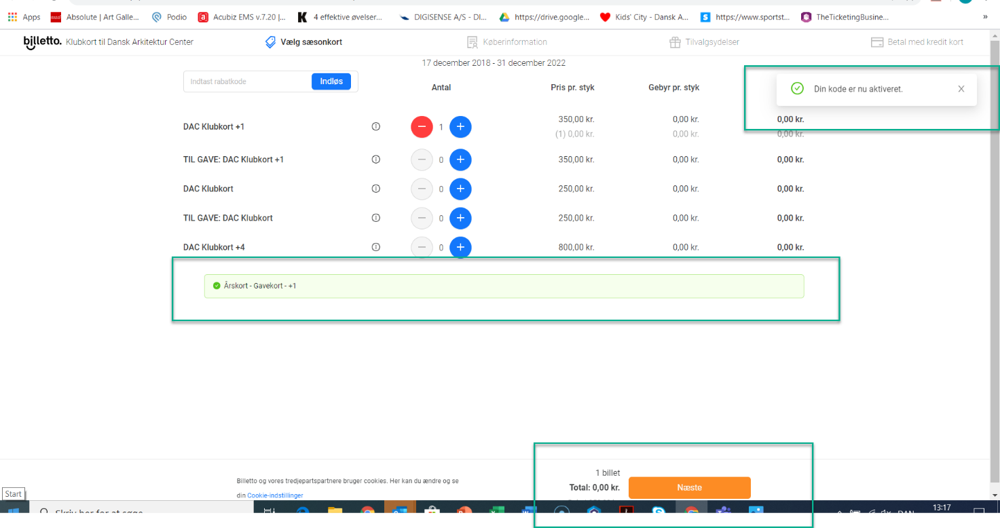 Apps Absolute | Art Galle... Podio Acubiz EMS v.7.20 |... 4 effektive øvelser... DIGISENSE A/S - DI... https://drive.google... Kids' City - Dansk A... https://www.sportst... TheTicketingBusine... »
billetto. Klubkort til Dansk Arkitektur Center Vælg sæsonkort Køberinformation Tilvalgsydelser Betal med kredit kort
17 december 2018 - 31 december 2022
Indtast rabatkode Indløs
Antal Pris pr. styk Gebyr pr. styk
Din kode er nu aktiveret. X
DAC Klubkort +1 1 350,00 kr. 0,00 kr. 0,00 kr.
(1) 0,00 kr. 0,00 kr. 0,00 kr.
TIL GAVE: DAC Klubkort +1 0 350,00 kr. 0,00 kr. 0,00 kr.
DAC Klubkort 0 250,00 kr. 0,00 kr. 0,00 kr.
TIL GAVE: DAC Klubkort 0 250,00 kr. 0,00 kr. 0,00 kr.
DAC Klubkort +4 0 800,00 kr. 0,00 kr. 0,00 kr.
Årskort - Gavekort - +1
1 billet
Billetto og vores tredjepartspartnere bruger cookies. Her kan du ændre og se
din Cookie-indstillinger
Total: 0,00 kr. Næste
Start
Skriv her for at søge
DAN
13:17